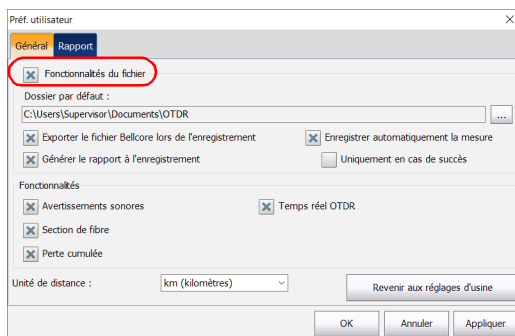 Préf. utilisateur
Général Rapport
Fonctionnalités du fichier
Dossier par défaut :
C:\Users\Supervisor\Documents\OTDR ...
Exporter le fichier Bellcore lors de l'enregistrement Enregistrer automatiquement la mesure
Générer le rapport à l'enregistrement Uniquement en cas de succès
Fonctionnalités
Avertissements sonores Temps réel OTDR
Section de fibre
Perte cumulée
Unité de distance : km (kilomètres) Revenir aux réglages d'usine
OK Annuler Appliquer